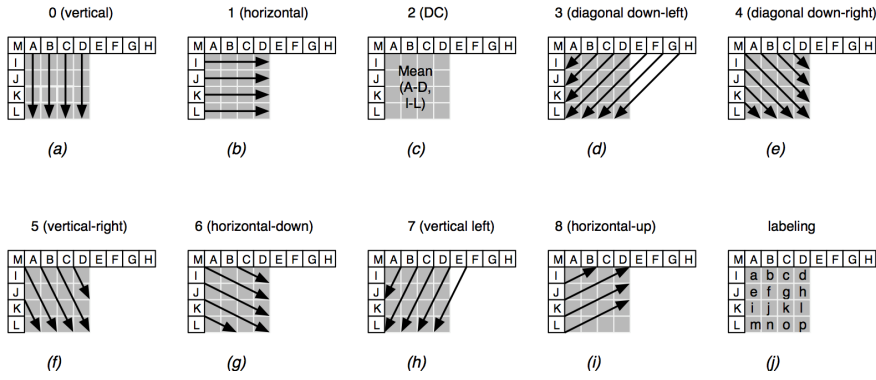 0 (vertical) 1 (horizontal) 2 (DC) 3 (diagonal down-left) 4 (diagonal down-right)
M A B C D E F G H M A B C D E F G H M A B C D E F G H M A B C D E F G H M A B C D E F G H
I I I I I
J J J Mean J J
K K K (A-D, K K
L L L I-L) L L
(a) (b) (c) (d) (e)
5 (vertical-right) 6 (horizontal-down) 7 (vertical left) 8 (horizontal-up) labeling
M A B C D E F G H M A B C D E F G H M A B C D E F G H M A B C D E F G H M A B C D E F G H
I I I I I a b c d
J J J J J e f g h
K K K K K i j k l
L L L L L m n o p
(f) (g) (h) (i) (j)